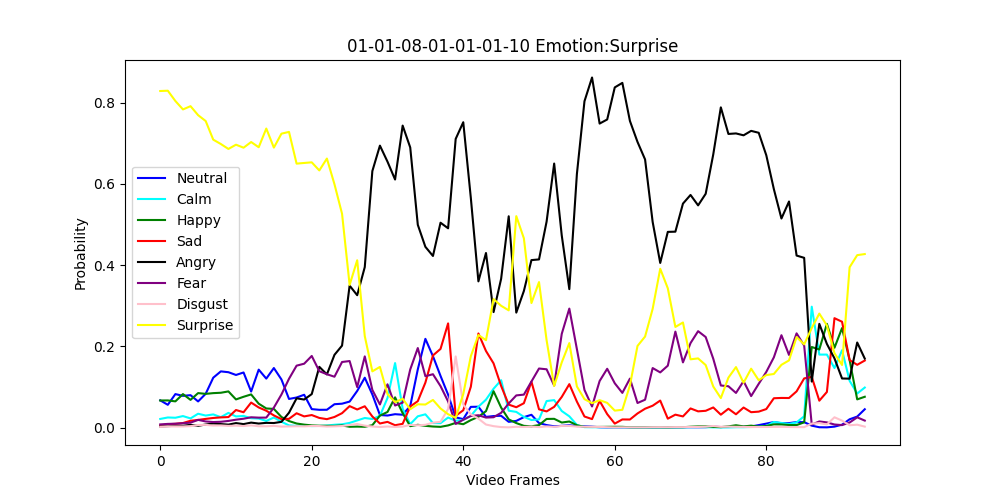 01-01-08-01-01-01-10 Emotion:Surprise
Probability
0.8
0.6
0.4
0.2
0.0
Neutral
Calm
Happy
Sad
Angry
Fear
Disgust
Surprise
0 20 40 60 80
Video Frames